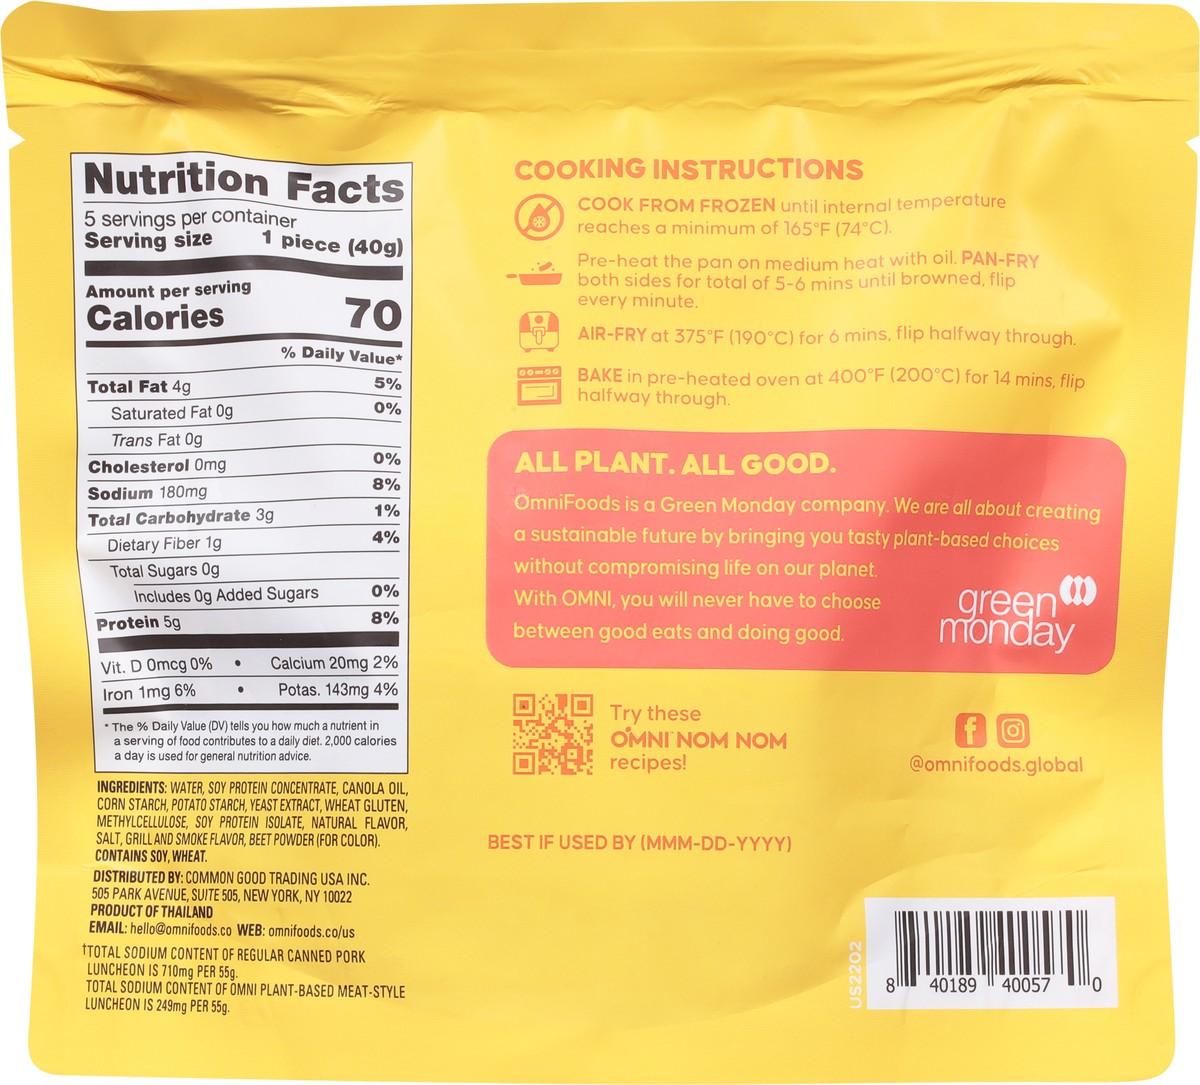 Nutrition Facts
5 servings per container
Serving size 1 piece (40g)
Amount per serving
Calories 70
% Daily Value*
Total Fat 4g 5%
Saturated Fat 0g 0%
Trans Fat 0g
Cholesterol 0mg 0%
Sodium 180mg 8%
Total Carbohydrate 3g 1%
Dietary Fiber 1g 4%
Total Sugars 0g
Includes 0g Added Sugars 0%
Protein 5g 8%
Vit. D 0mcg 0% • Calcium 20mg 2%
Iron 1mg 6% • Potas. 143mg 4%
* The % Daily Value (DV) tells you how much a nutrient in
a serving of food contributes to a daily diet. 2,000 calories
a day is used for general nutrition advice.
INGREDIENTS: WATER, SOY PROTEIN CONCENTRATE, CANOLA OIL,
CORN STARCH, POTATO STARCH, YEAST EXTRACT, WHEAT GLUTEN,
METHYLCELLULOSE, SOY PROTEIN ISOLATE, NATURAL FLAVOR,
SALT, GRILL AND SMOKE FLAVOR, BEET POWDER (FOR COLOR).
CONTAINS SOY, WHEAT.
DISTRIBUTED BY: COMMON GOOD TRADING USA INC.
505 PARK AVENUE, SUITE 505, NEW YORK, NY 10022
PRODUCT OF THAILAND
EMAIL: hello@omnifoods.co WEB: omnifoods.co/us
†TOTAL SODIUM CONTENT OF REGULAR CANNED PORK
LUNCHEON IS 710mg PER 55g.
TOTAL SODIUM CONTENT OF OMNI PLANT-BASED MEAT-STYLE
LUNCHEON IS 249mg PER 55g.
COOKING INSTRUCTIONS
COOK FROM FROZEN until internal temperature
reaches a minimum of 165°F (74°C).
Pre-heat the pan on medium heat with oil. PAN-FRY
both sides for total of 5-6 mins until browned, flip
every minute.
AIR-FRY at 375°F (190°C) for 6 mins, flip halfway through.
BAKE in pre-heated oven at 400°F (200°C) for 14 mins, flip
halfway through.
ALL PLANT. ALL GOOD.
OmniFoods is a Green Monday company. We are all about creating
a sustainable future by bringing you tasty plant-based choices
without compromising life on our planet.
With OMNI, you will never have to choose
between good eats and doing good.
green
monday
Try these
OMNI NOM NOM
recipes!
@omnifoods.global
BEST IF USED BY (MMM-DD-YYYY)
US2202
8 40189 40057 0